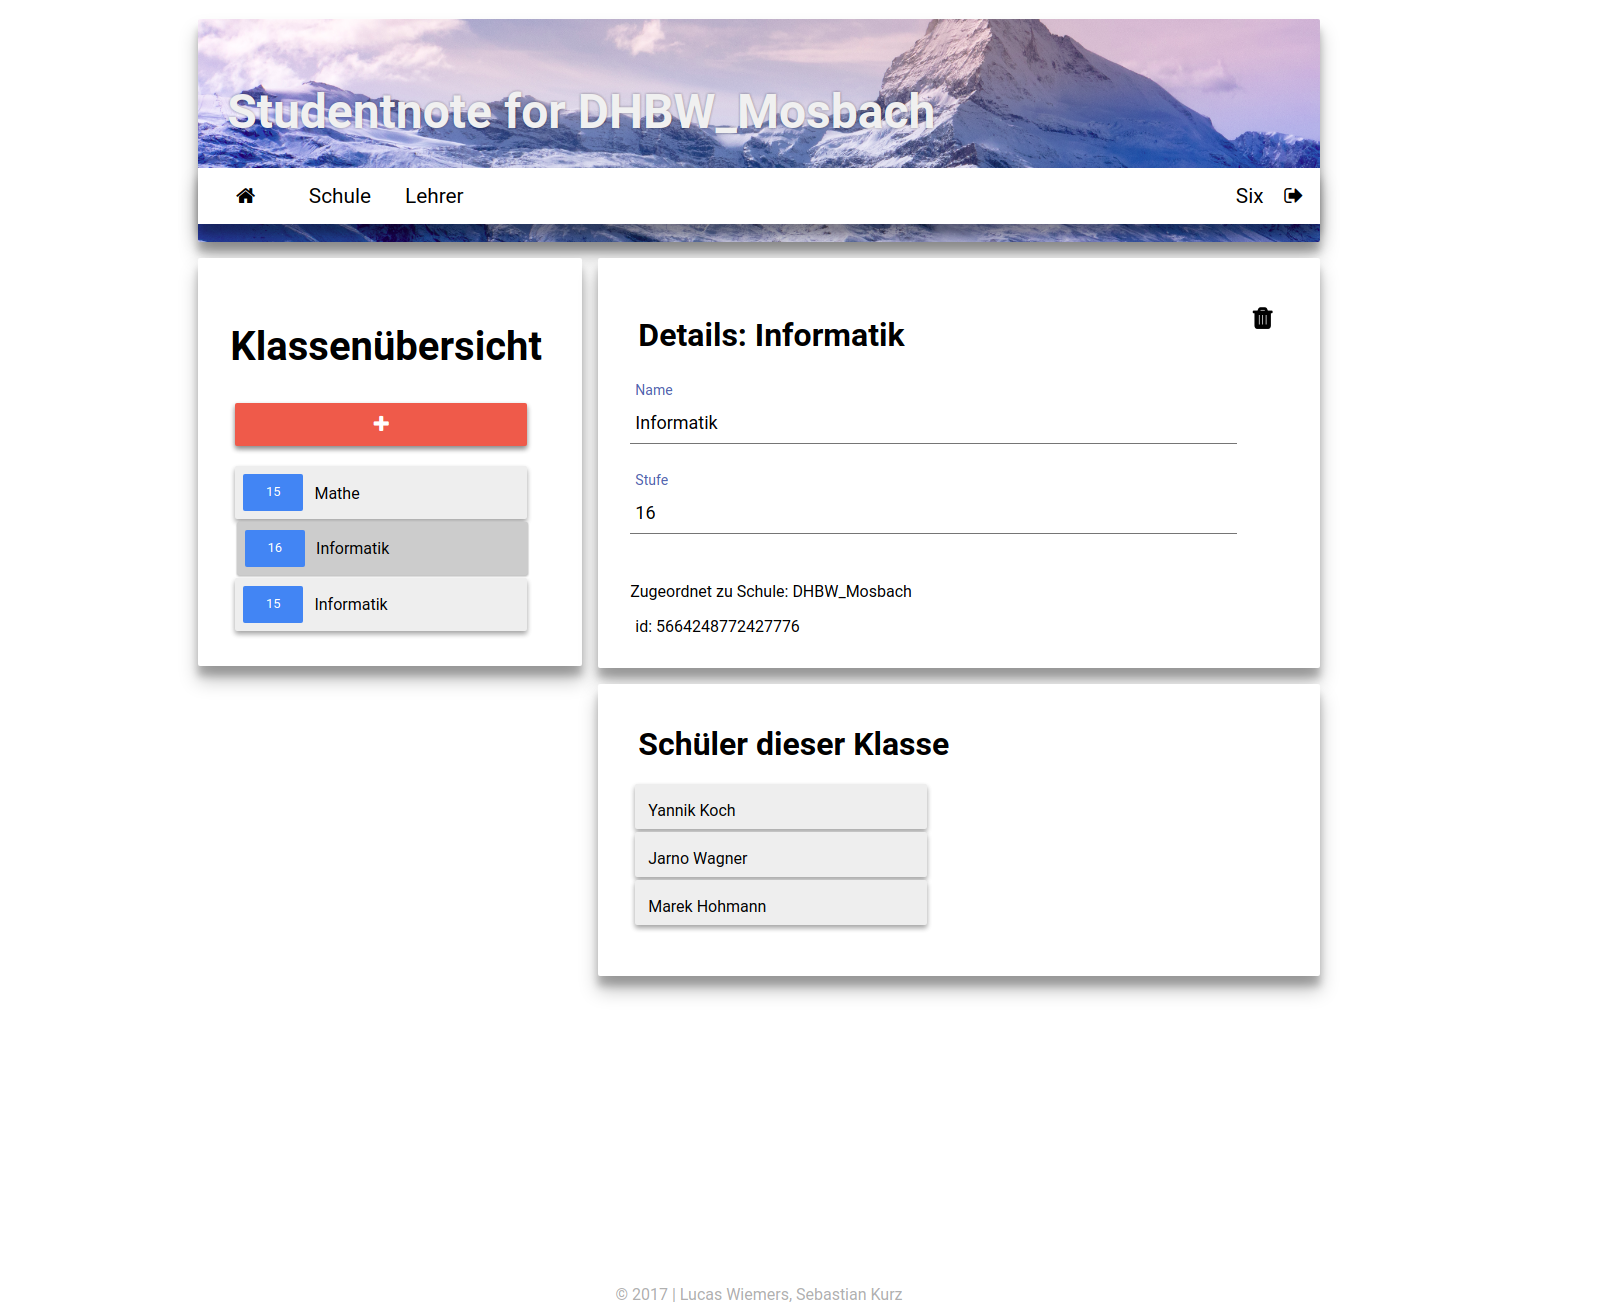 Studentnote for DHBW_Mosbach
Schule Lehrer Six
Klassenübersicht
15 Mathe
16 Informatik
15 Informatik
Details: Informatik
Name
Informatik
Stufe
16
Zugeordnet zu Schule: DHBW_Mosbach
id: 5664248772427776
Schüler dieser Klasse
Yannik Koch
Jarno Wagner
Marek Hohmann
© 2017 | Lucas Wiemers, Sebastian Kurz